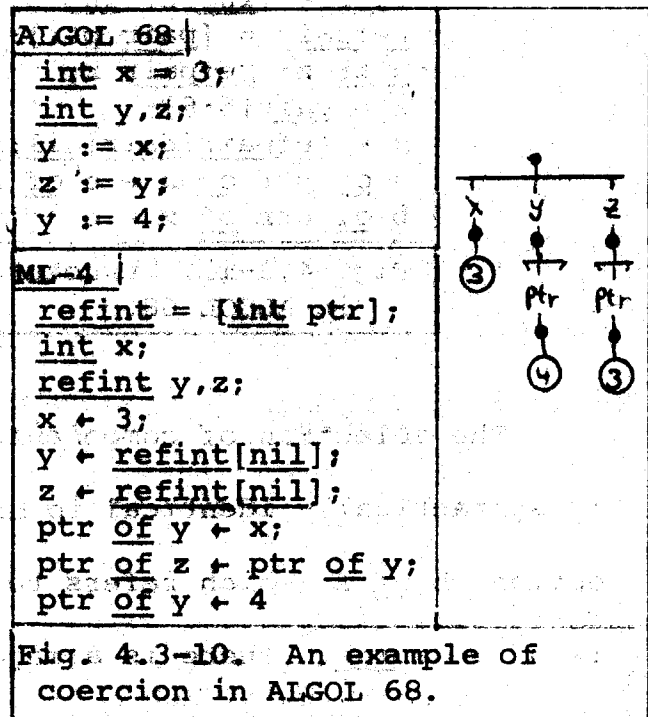 ALGOL 68
int x = 3;
int y,z;
y := x;
z := y;
y := 4;
x y z
3
ptr ptr
4 3
ML-4
refint = [int ptr];
int x;
refint y,z;
x ← 3;
y ← refint[nil];
z ← refint[nil];
ptr of y ← x;
ptr of z ← ptr of y;
ptr of y ← 4
Fig. 4.3-10. An example of
coercion in ALGOL 68.